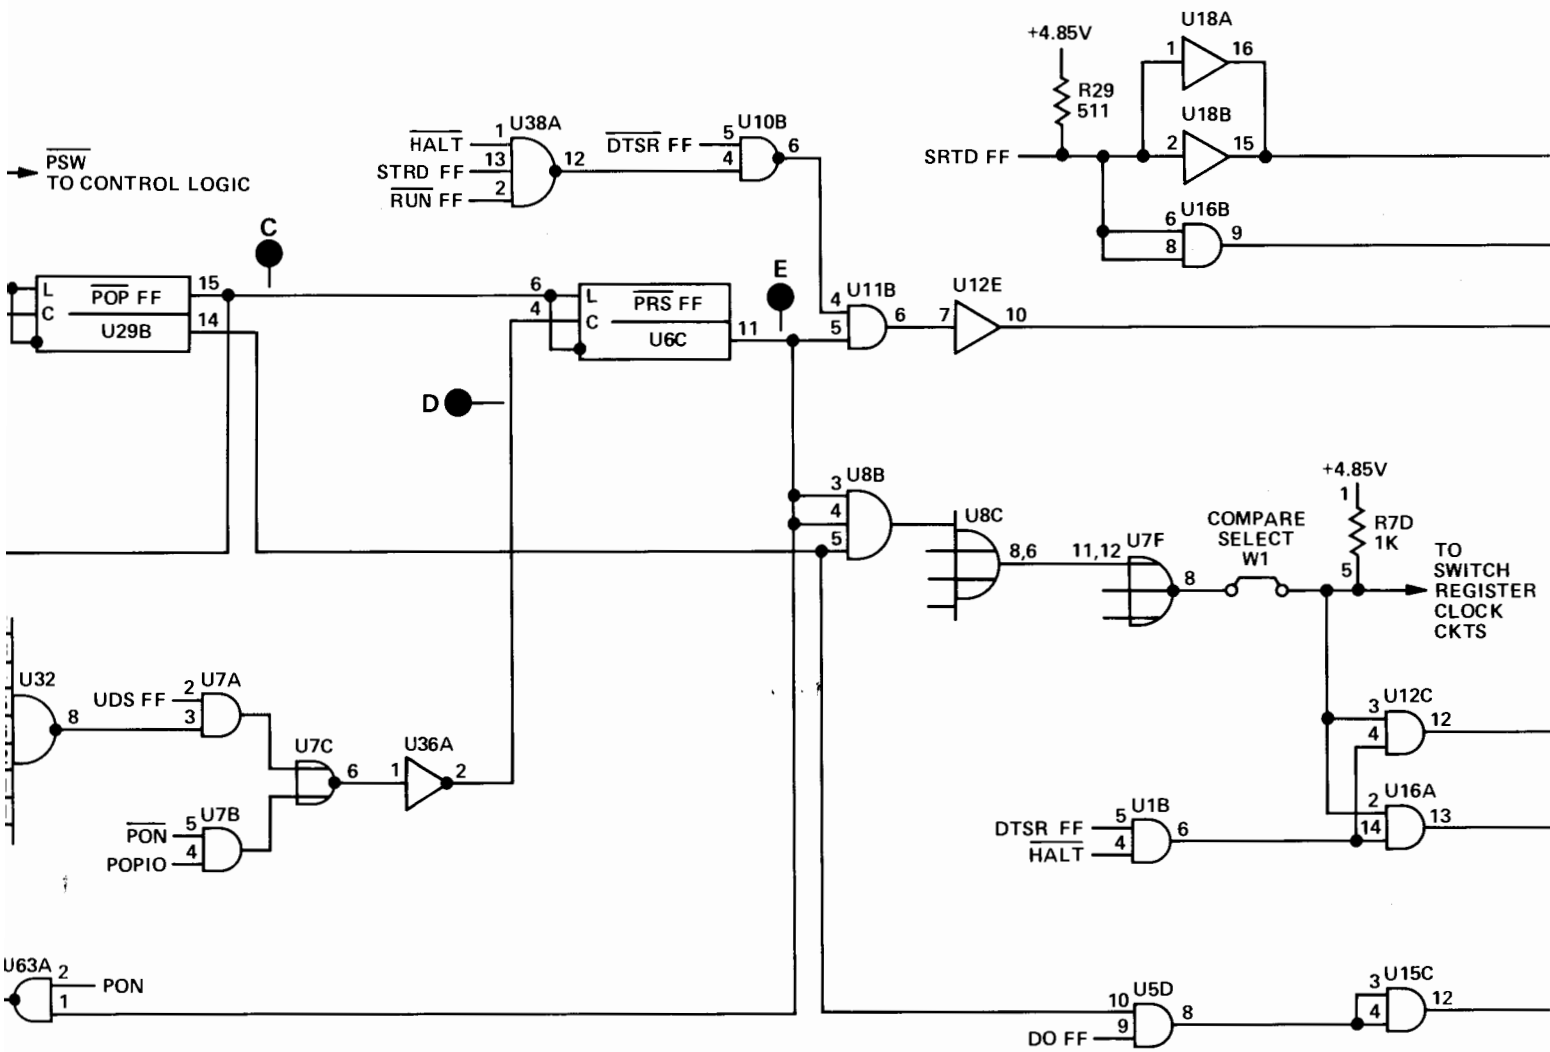 U18A
+4.85V
1
16
R29
511
U18B
SRTD FF
2
15
U16B
6
8
9
PSW
TO CONTROL LOGIC
U38A
HALT
1
STRD FF
13
12
RUN FF
2
U10B
DTSR FF
5
4
6
C
L
POP FF
15
C
U29B
14
6
L
PRS FF
4
C
U6C
11
E
U11B
4
5
6
U12E
7
10
D
U8B
3
4
5
U8C
8,6
11,12
U7F
8
COMPARE
SELECT
W1
+4.85V
1
R7D
1K
5
TO
SWITCH
REGISTER
CLOCK
CKTS
U32
8
UDS FF
2
3
U7A
U7C
6
U36A
1
2
U7B
PON
5
POPIO
4
U12C
3
4
12
U16A
2
14
13
U1B
DTSR FF
5
HALT
4
6
U63A
2
PON
1
U5D
10
DO FF
9
8
U15C
3
4
12